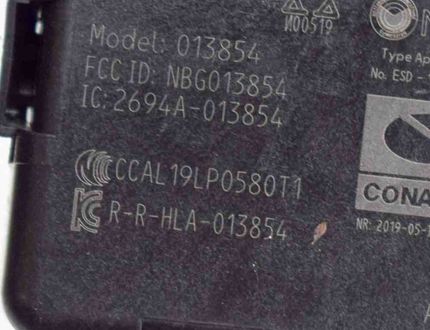 M00519
Model: 013854
FCC ID: NBG013854
IC: 2694A-013854
CCAL19LP0580T1
R-R-HLA-013854
Type Ap
No. ESD -
CONA
NR: 2019-05-